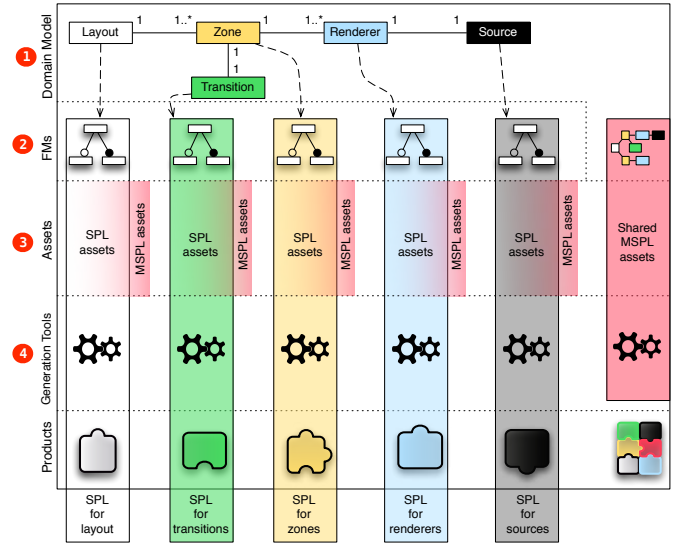 Domain Model
1
Layout
1
1..*
Zone
1
1..*
Renderer
1
1
Source
1
1
Transition
2
FMs
3
Assets
SPL
assets
MSPL assets
SPL
assets
MSPL assets
SPL
assets
MSPL assets
SPL
assets
MSPL assets
SPL
assets
MSPL assets
Shared
MSPL
assets
4
Generation Tools
Products
SPL
for
layout
SPL
for
transitions
SPL
for
zones
SPL
for
renderers
SPL
for
sources